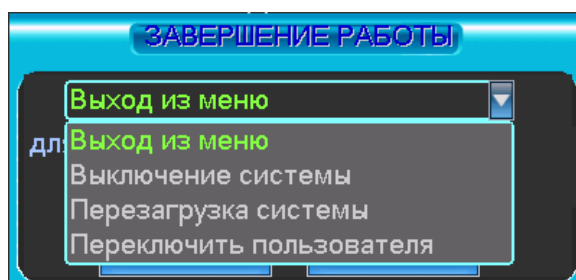 ЗАВЕРШЕНИЕ РАБОТЫ
Выход из меню
Выход из меню
Выключение системы
Перезагрузка системы
Переключить пользователя